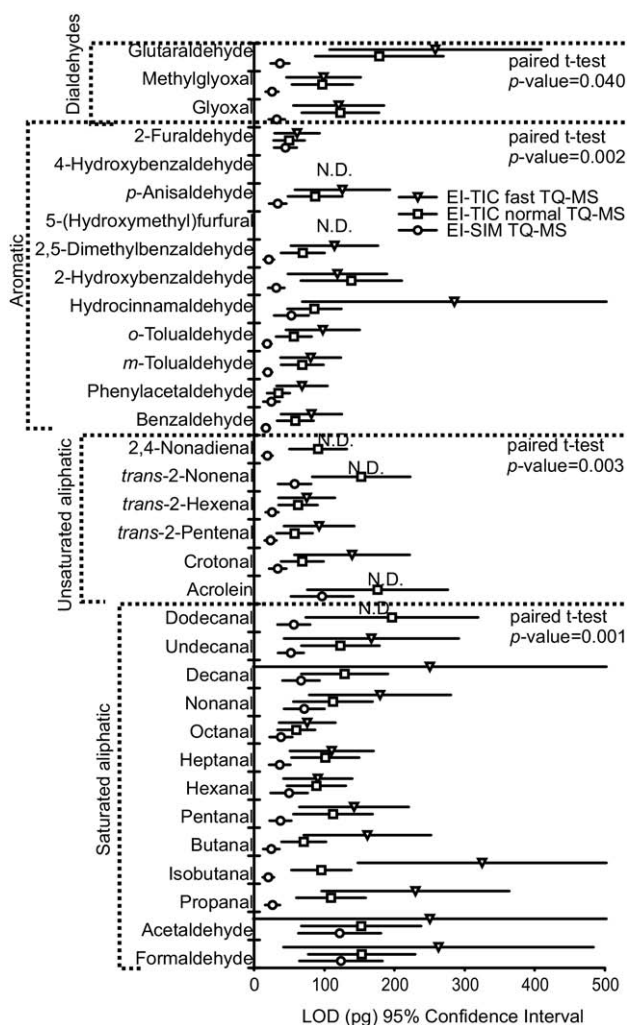 Dialdehydes
Glutaraldehyde
paired t-test
Methylglyoxal
p-value=0.040
Glyoxal
Aromatic
2-Furaldehyde
paired t-test
p-value=0.002
4-Hydroxybenzaldehyde
N.D.
p-Anisaldehyde
EI-TIC fast TQ-MS
EI-TIC normal TQ-MS
EI-SIM TQ-MS
5-(Hydroxymethyl)furfural
N.D.
2,5-Dimethylbenzaldehyde
2-Hydroxybenzaldehyde
Hydrocinnamaldehyde
o-Tolualdehyde
m-Tolualdehyde
Phenylacetaldehyde
Benzaldehyde
Unsaturated aliphatic
2,4-Nonadienal
N.D.
paired t-test
p-value=0.003
trans-2-Nonenal
N.D.
trans-2-Hexenal
trans-2-Pentenal
Crotonal
Acrolein
N.D.
Saturated aliphatic
Dodecanal
N.D.
paired t-test
p-value=0.001
Undecanal
Decanal
Nonanal
Octanal
Heptanal
Hexanal
Pentanal
Butanal
Isobutanal
Propanal
Acetaldehyde
Formaldehyde
0 100 200 300 400 500
LOD (pg) 95% Confidence Interval